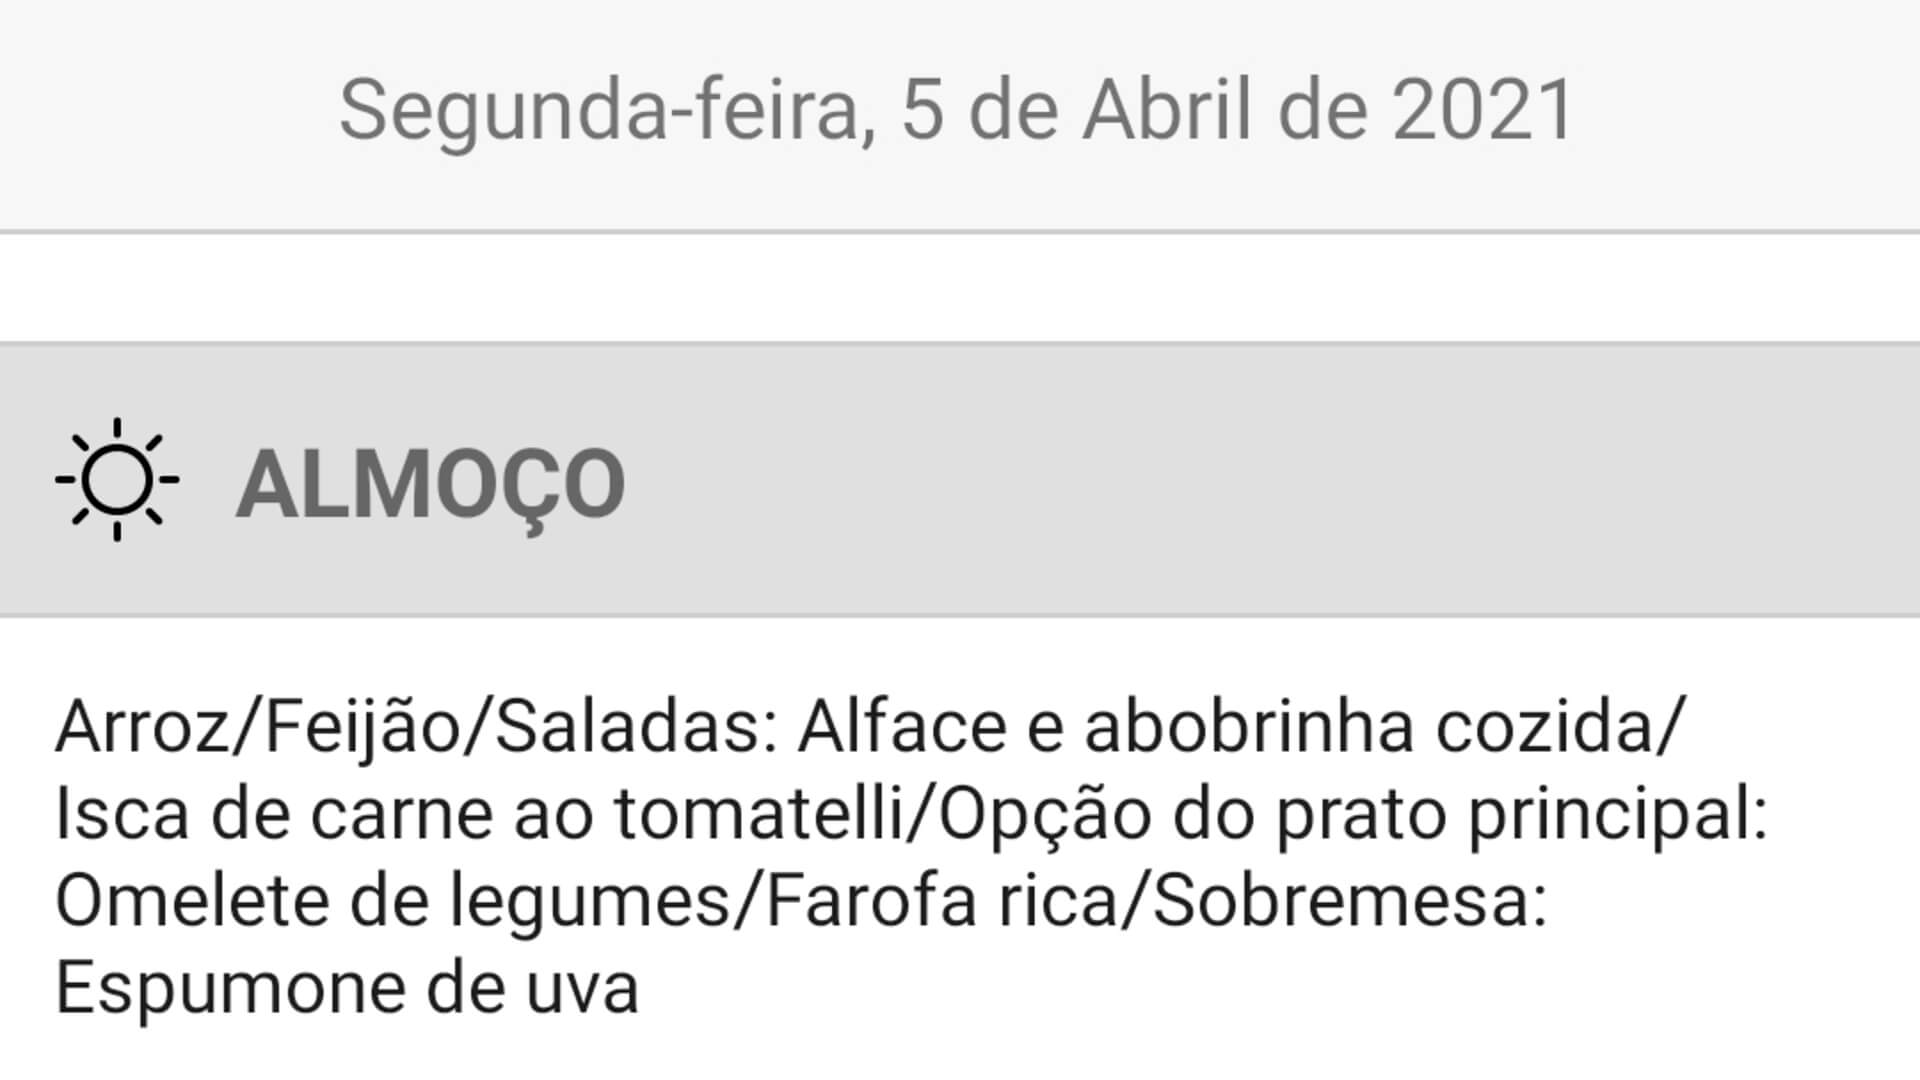 Segunda-feira, 5 de Abril de 2021
ALMOÇO
Arroz/Feijão/Saladas: Alface e abobrinha cozida/
Isca de carne ao tomatelli/Opção do prato principal:
Omelete de legumes/Farofa rica/Sobremesa:
Espumone de uva